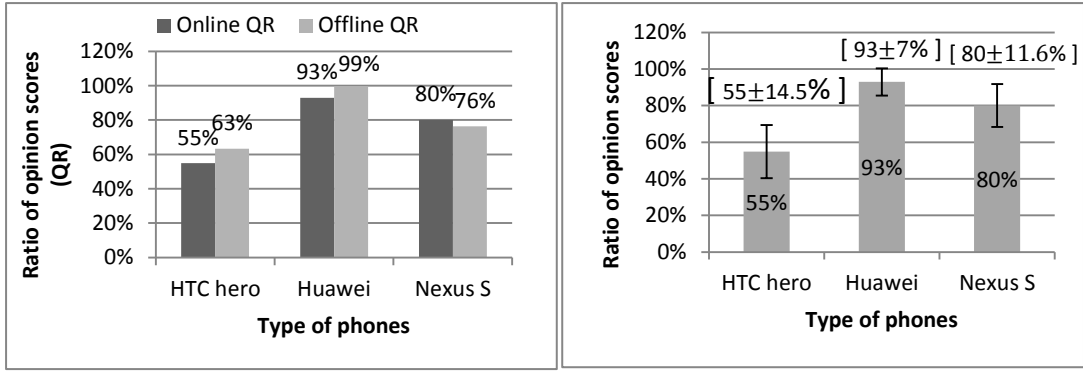 Online QR Offline QR
120%
100%
80%
60%
40%
20%
0%
55% 63% 93% 99% 80% 76%
HTC hero Huawei Nexus S
Type of phones
Ratio of opinion scores
(QR)
[ 55±14.5% ] [ 93±7% ] [ 80±11.6%]
120%
100%
80%
60%
40%
20%
0%
55% 93% 80%
HTC hero Huawei Nexus S
Type of phones
Ratio of opinion scores